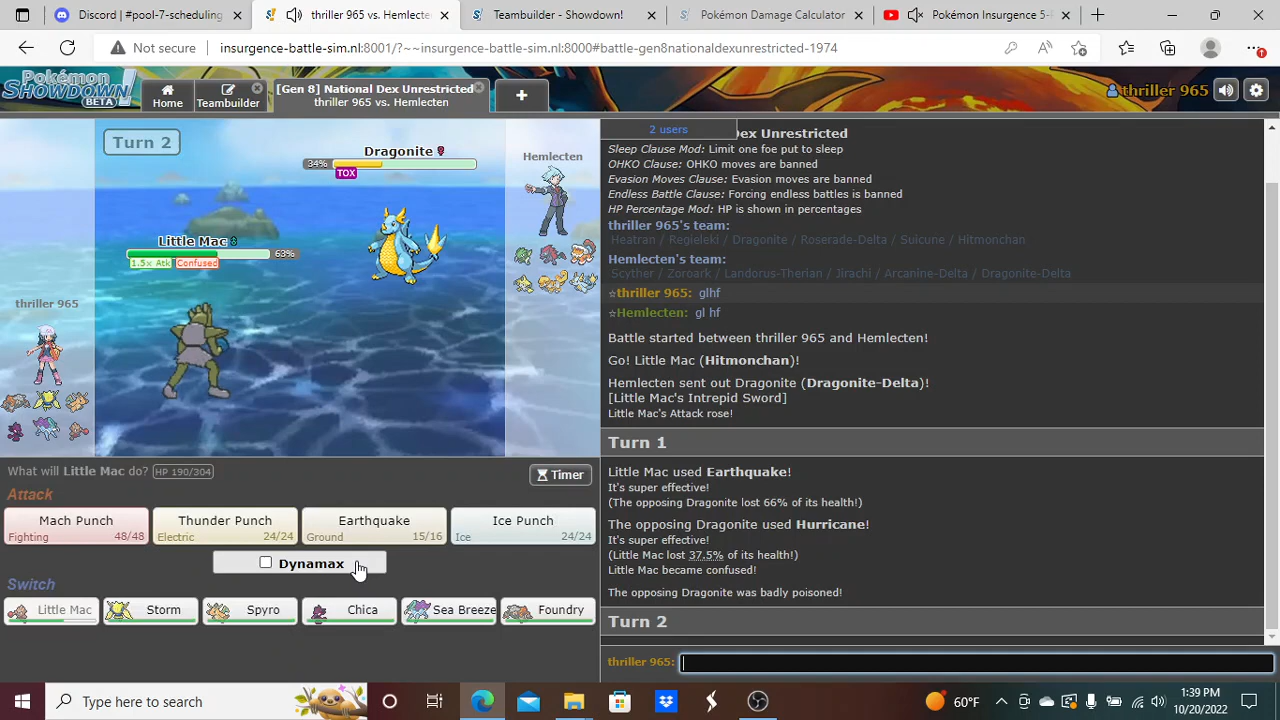 Discord | #pool-7-scheduling
thriller 965 vs. Hemlecten:
Teambuilder - Showdown!
Pokémon Damage Calculator
Pokémon Insurgence 5-
Not secure
insurgence-battle-sim.nl:8001/?~~insurgence-battle-sim.nl:8000#battle-gen8nationaldexunrestricted-1974
Pokémon
SHOWDOWN
BETA
Home
Teambuilder
[Gen 8] National Dex Unrestricted
thriller 965 vs. Hemlecten
thriller 965
Turn 2
Dragonite
34%
TOX
Hemlecten
Little Mac
63%
1.5× Atk
Confused
thriller 965
What will Little Mac do?
HP 190/304
Timer
Attack
Mach Punch
Fighting
48/48
Thunder Punch
Electric
24/24
Earthquake
Ground
15/16
Ice Punch
Ice
24/24
Dynamax
Switch
Little Mac
Storm
Spyro
Chica
Sea Breeze
Foundry
2 users
Dex Unrestricted
Sleep Clause Mod: Limit one foe put to sleep
OHKO Clause: OHKO moves are banned
Evasion Moves Clause: Evasion moves are banned
Endless Battle Clause: Forcing endless battles is banned
HP Percentage Mod: HP is shown in percentages
thriller 965's team:
Heatran / Regieleki / Dragonite / Roserade-Delta / Suicune / Hitmonchan
Hemlecten's team:
Scyther / Zoroark / Landorus-Therian / Jirachi / Arcanine-Delta / Dragonite-Delta
☆thriller 965: glhf
☆Hemlecten: gl hf
Battle started between thriller 965 and Hemlecten!
Go! Little Mac (Hitmonchan)!
Hemlecten sent out Dragonite (Dragonite-Delta)!
[Little Mac's Intrepid Sword]
Little Mac's Attack rose!
Turn 1
Little Mac used Earthquake!
It's super effective!
(The opposing Dragonite lost 66% of its health!)
The opposing Dragonite used Hurricane!
It's super effective!
(Little Mac lost 37.5% of its health!)
Little Mac became confused!
The opposing Dragonite was badly poisoned!
Turn 2
thriller 965:
Type here to search
60°F
1:39 PM
10/20/2022